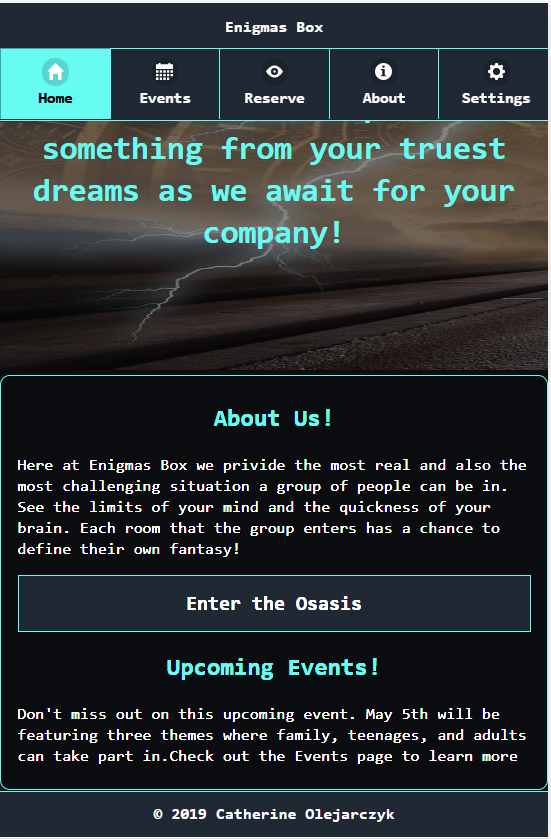 Enigmas Box
Home Events Reserve About Settings
something from your truest
dreams as we await for your
company!
About Us!
Here at Enigmas Box we privide the most real and also the
most challenging situation a group of people can be in.
See the limits of your mind and the quickness of your
brain. Each room that the group enters has a chance to
define their own fantasy!
Enter the Osasis
Upcoming Events!
Don't miss out on this upcoming event. May 5th will be
featuring three themes where family, teenages, and adults
can take part in.Check out the Events page to learn more
© 2019 Catherine Olejarczyk